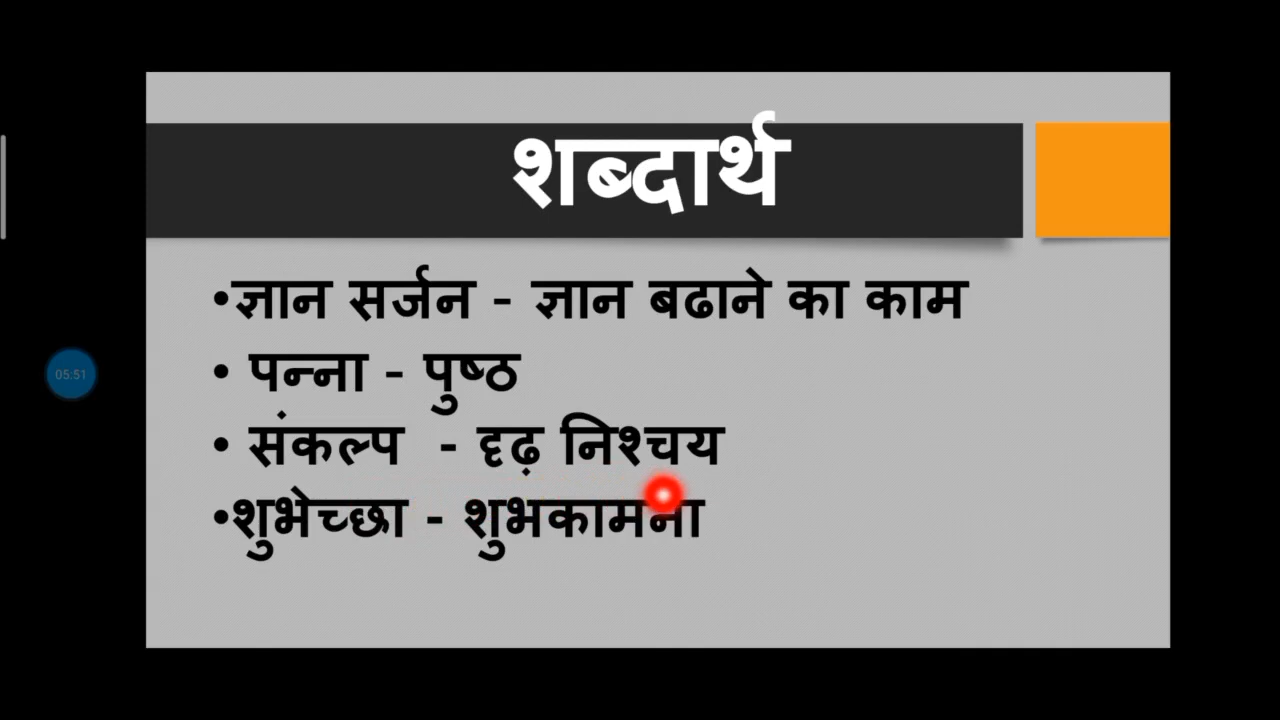 शब्दार्थ
•ज्ञान सर्जन - ज्ञान बढाने का काम
• पन्ना - पुष्ठ
• संकल्प - दृढ़ निश्चय
•शुभेच्छा - शुभकामना
05:51